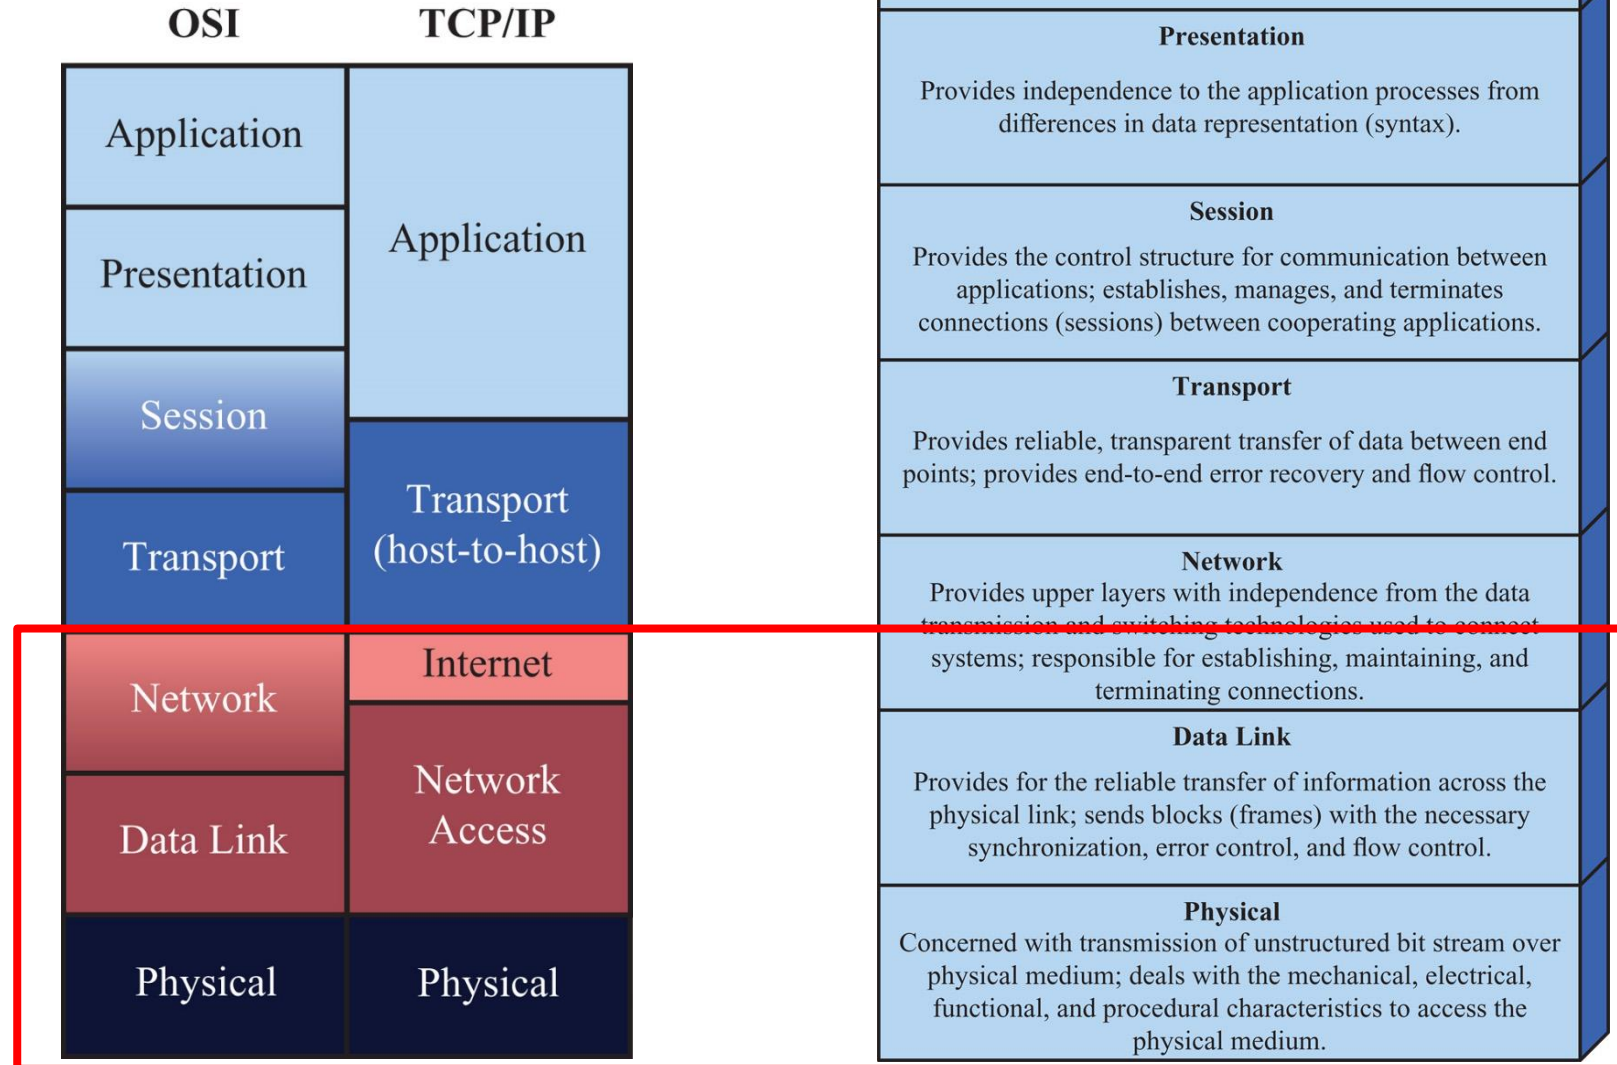 OSI
TCP/IP
Application
Presentation
Session
Transport
Network
Data Link
Physical
Application
Transport
(host-to-host)
Internet
Network
Access
Physical
Presentation
Provides independence to the application processes from
differences in data representation (syntax).
Session
Provides the control structure for communication between
applications; establishes, manages, and terminates
connections (sessions) between cooperating applications.
Transport
Provides reliable, transparent transfer of data between end
points; provides end-to-end error recovery and flow control.
Network
Provides upper layers with independence from the data
transmission and switching technologies used to connect
systems; responsible for establishing, maintaining, and
terminating connections.
Data Link
Provides for the reliable transfer of information across the
physical link; sends blocks (frames) with the necessary
synchronization, error control, and flow control.
Physical
Concerned with transmission of unstructured bit stream over
physical medium; deals with the mechanical, electrical,
functional, and procedural characteristics to access the
physical medium.